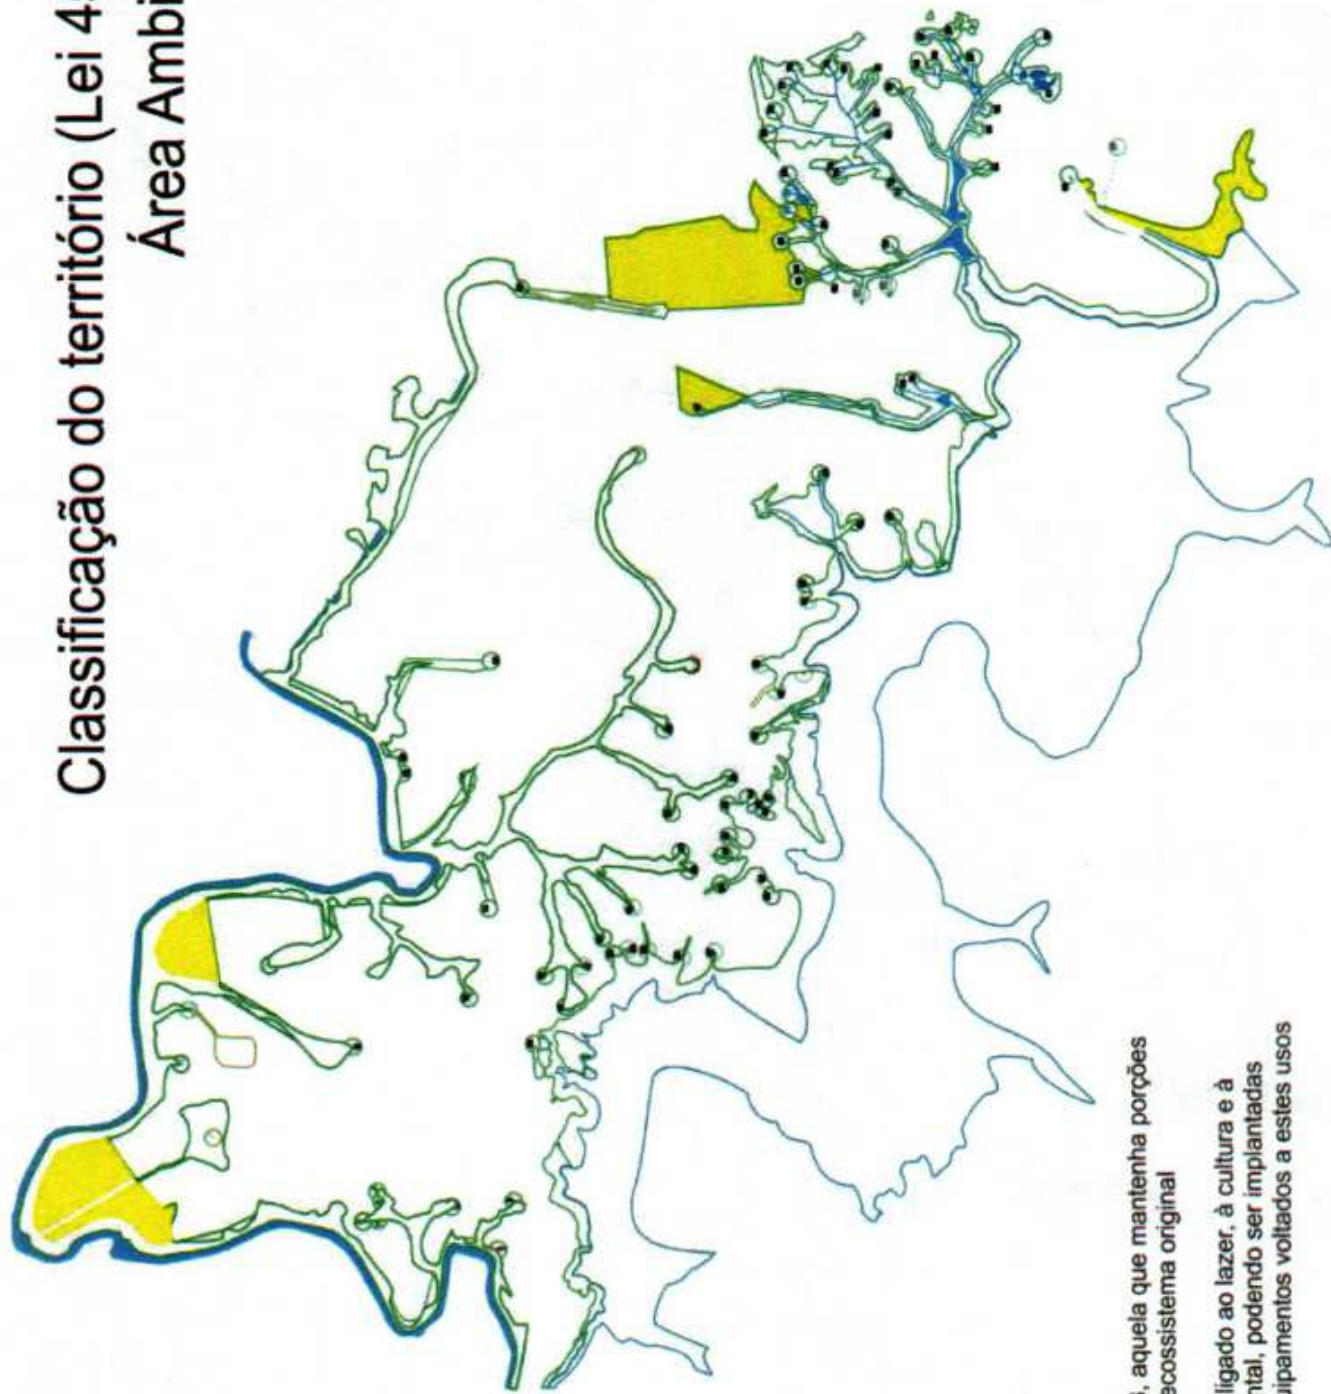 Classificação do território (Lei 4
Área Ambi
, aquela que mantenha porções
ecossistema original
ligado ao lazer, à cultura e à
ntal, podendo ser implantadas
ipamentos voltados a estes usos